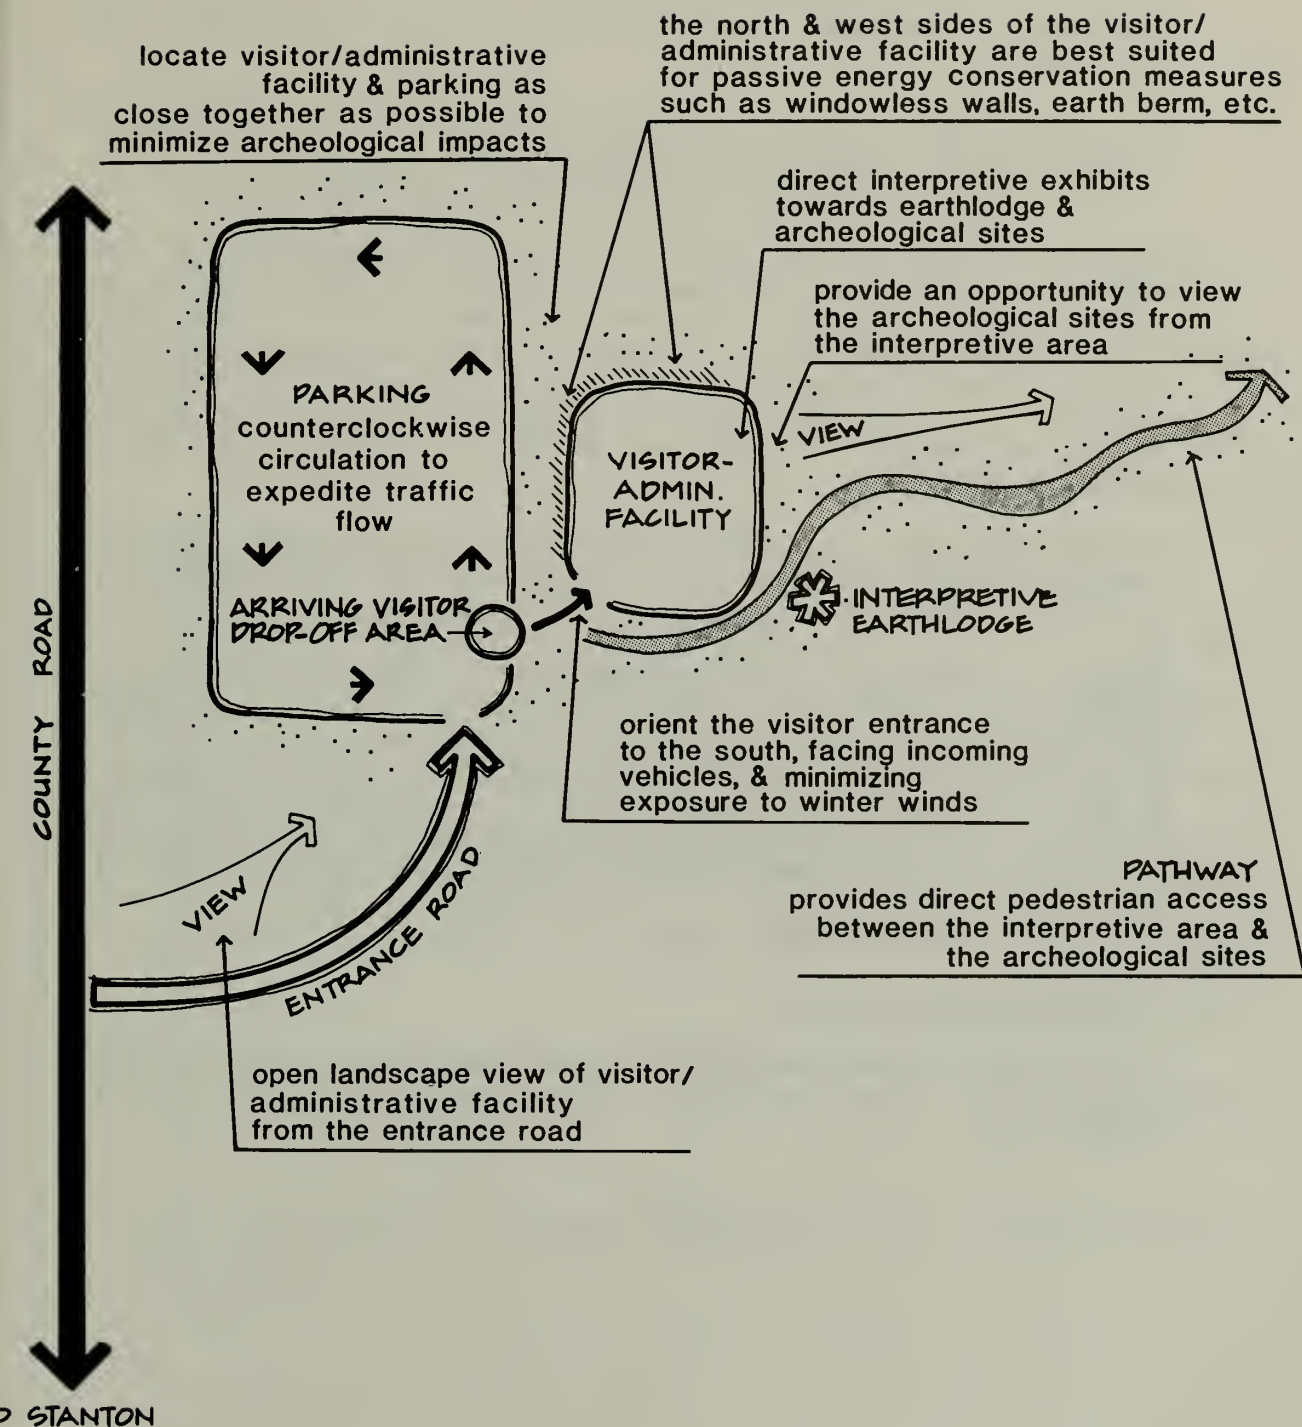 locate visitor/administrative
facility & parking as
close together as possible to
minimize archeological impacts
the north & west sides of the visitor/
administrative facility are best suited
for passive energy conservation measures
such as windowless walls, earth berm, etc.
direct interpretive exhibits
towards earthlodge &
archeological sites
provide an opportunity to view
the archeological sites from
the interpretive area
PARKING
counterclockwise
circulation to
expedite traffic
flow
VISITOR-
ADMIN.
FACILITY
VIEW
ARRIVING VISITOR
DROP-OFF AREA
INTERPRETIVE
EARTHLODGE
COUNTY ROAD
orient the visitor entrance
to the south, facing incoming
vehicles, & minimizing
exposure to winter winds
PATHWAY
provides direct pedestrian access
between the interpretive area &
the archeological sites
VIEW
ENTRANCE ROAD
open landscape view of visitor/
administrative facility
from the entrance road
STANTON